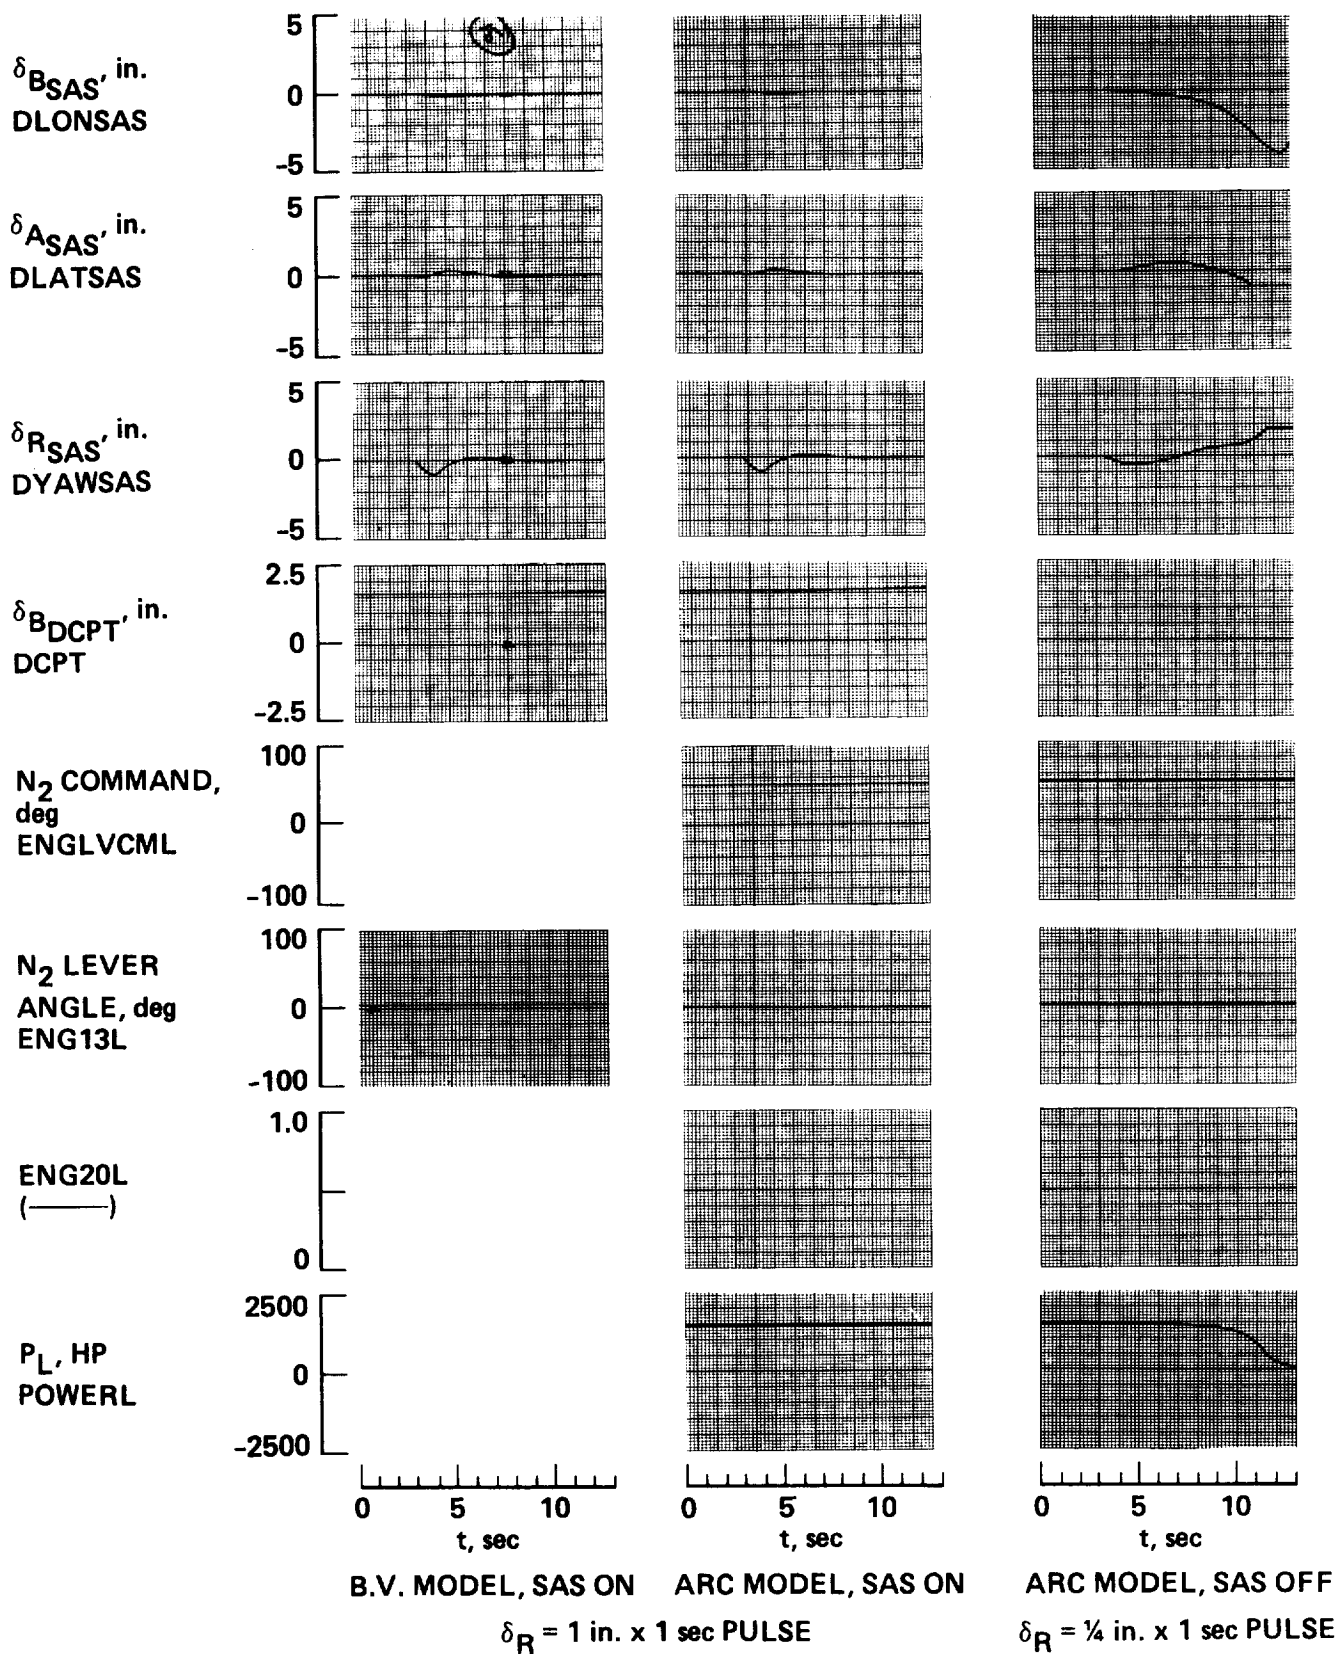 5
δBSAS, in.
DLONSAS
0
-5
5
δASAS, in.
DLATSAS
0
-5
5
δRSAS, in.
DYAWSAS
0
-5
2.5
δBDCPT, in.
DCPT
0
-2.5
100
N2 COMMAND,
deg
ENGLVCML
0
-100
100
N2 LEVER
ANGLE, deg
ENG13L
0
-100
1.0
ENG20L
(———)
0
2500
PL, HP
POWERL
0
-2500
0 5 10 0 5 10 0 5 10
t, sec t, sec t, sec
B.V. MODEL, SAS ON ARC MODEL, SAS ON ARC MODEL, SAS OFF
δR = 1 in. x 1 sec PULSE δR = ¼ in. x 1 sec PULSE